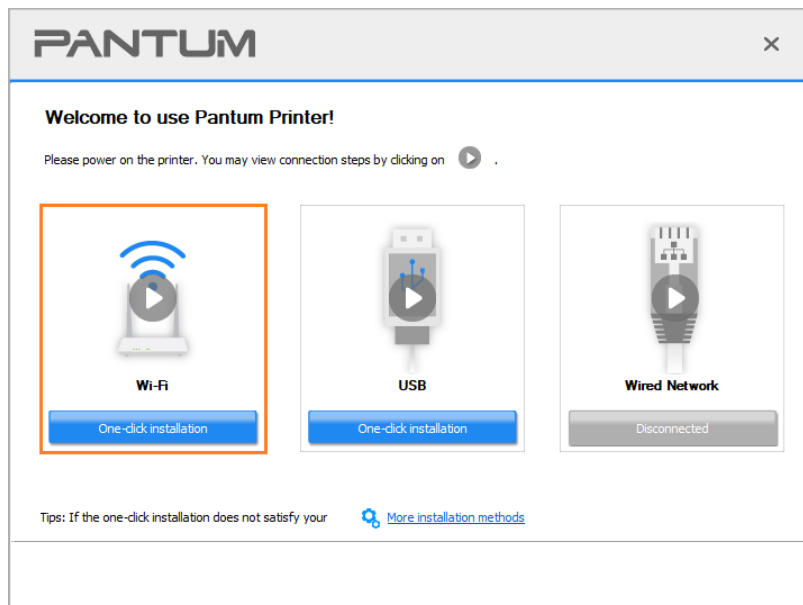 PANTUM
Welcome to use Pantum Printer!
Please power on the printer. You may view connection steps by clicking on .
Wi-Fi
USB
Wired Network
One-click installation
One-click installation
Disconnected
Tips: If the one-click installation does not satisfy your
More installation methods